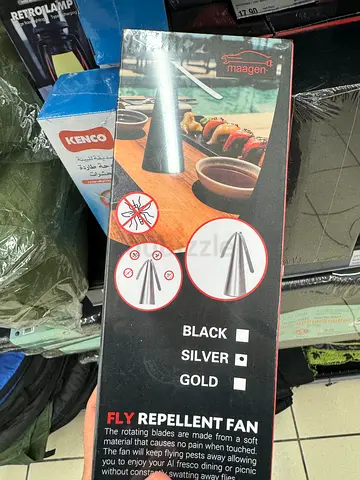 RETRO LAMP
17.90
maagen
KENCO
BLACK
SILVER
GOLD
FLY REPELLENT FAN
The rotating blades are made from a soft
material that causes no pain when touched.
The fan will keep flying pests away allowing
you to enjoy your Al fresco dining or picnic
without constantly swatting away flies